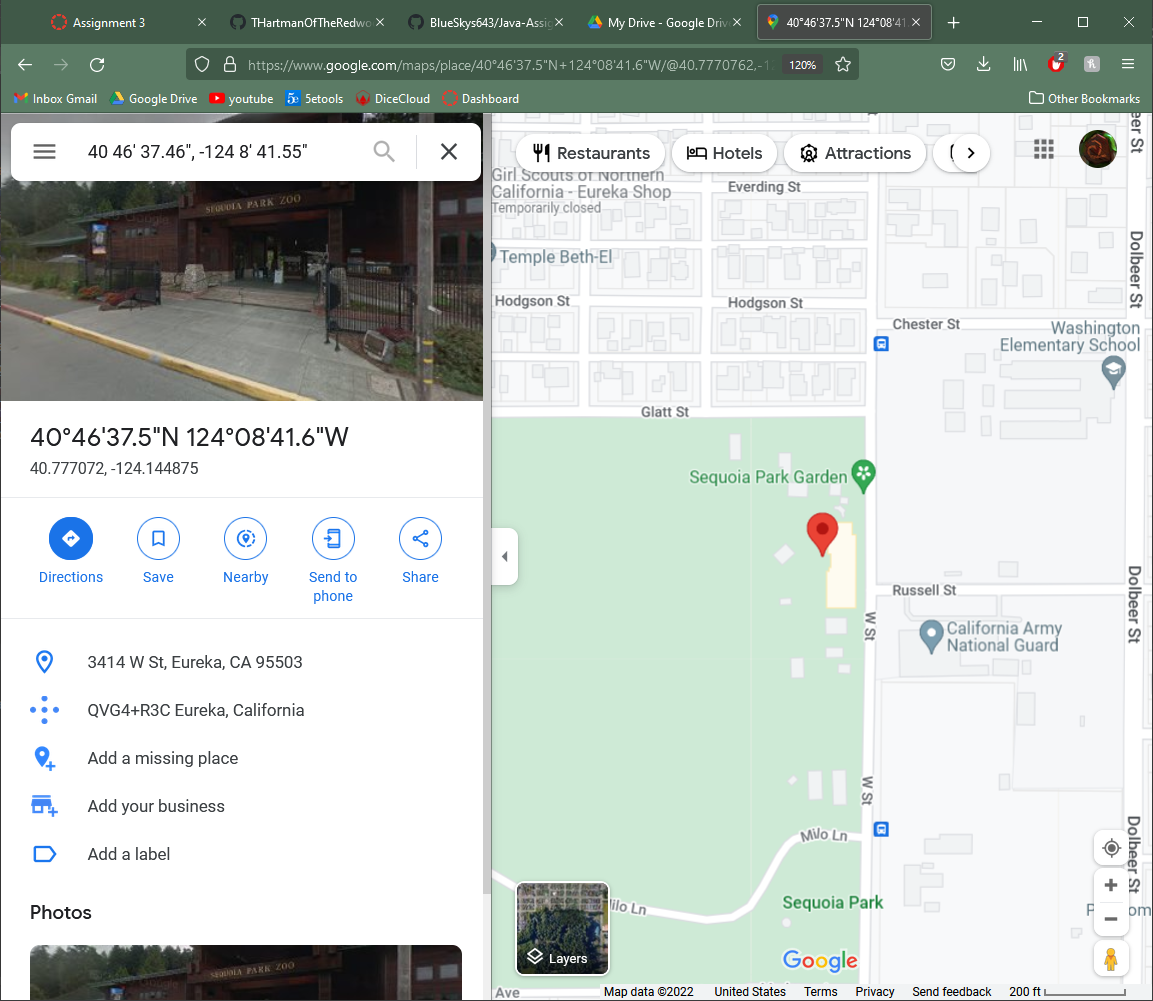 Assignment 3
THartmanOfTheRedwo
BlueSkys643/Java-Assig
My Drive - Google Driv
40°46'37.5"N 124°08'41
https://www.google.com/maps/place/40°46'37.5"N+124°08'41.6"W/@40.7770762,-1
120%
2
Inbox Gmail
Google Drive
youtube
5etools
DiceCloud
Dashboard
Other Bookmarks
40 46' 37.46", -124 8' 41.55"
SEQUOIA PARK ZOO
40°46'37.5"N 124°08'41.6"W
40.777072, -124.144875
Directions
Save
Nearby
Send to
phone
Share
3414 W St, Eureka, CA 95503
QVG4+R3C Eureka, California
Add a missing place
Add your business
Add a label
Photos
SEQUOIA PARK ZOO
Restaurants
Hotels
Attractions
Girl Scouts of Northern
California - Eureka Shop
Temporarily closed
Everding St
Temple Beth-El
Hodgson St
Hodgson St
Chester St
Washington
Elementary School
Glatt St
Sequoia Park Garden
Russell St
California Army
National Guard
W St
W St
Dolbeer St
Dolbeer St
Dolbeer St
er St
Milo Ln
Milo Ln
Sequoia Park
Layers
Google
Ave
Map data ©2022
United States
Terms
Privacy
Send feedback
200 ft